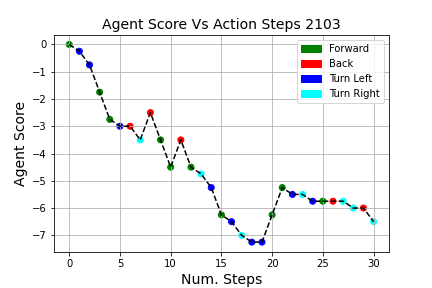 Agent Score Vs Action Steps 2103
Agent Score
0
−1
−2
−3
−4
−5
−6
−7
Forward
Back
Turn Left
Turn Right
0 5 10 15 20 25 30
Num. Steps